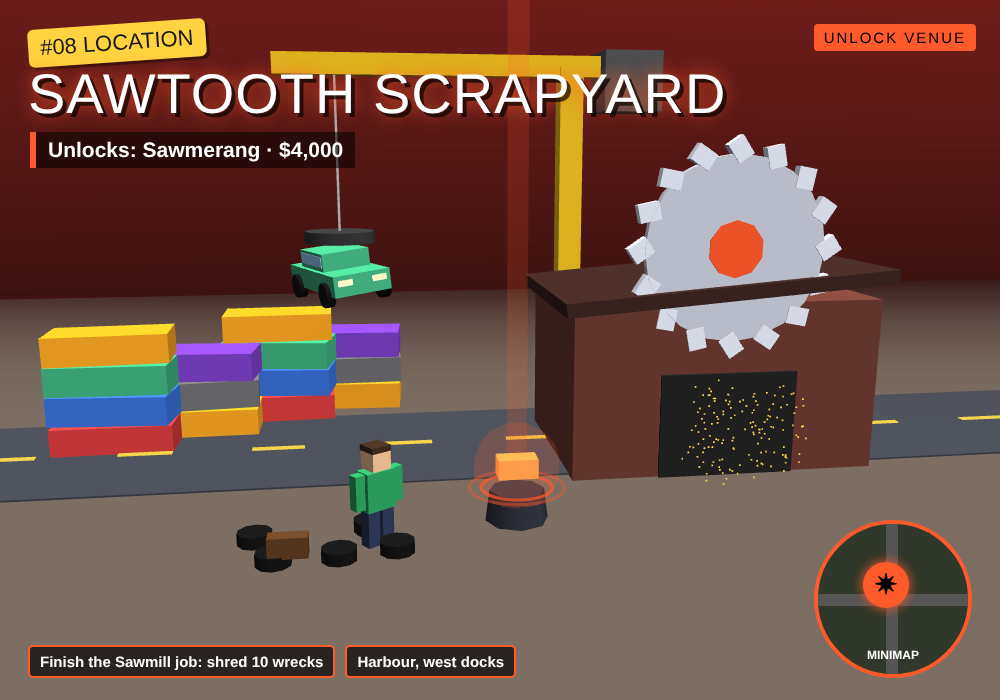 #08 LOCATION
UNLOCK VENUE
SAWTOOTH SCRAPYARD
Unlocks: Sawmerang · $4,000
MINIMAP
Finish the Sawmill job: shred 10 wrecks
Harbour, west docks